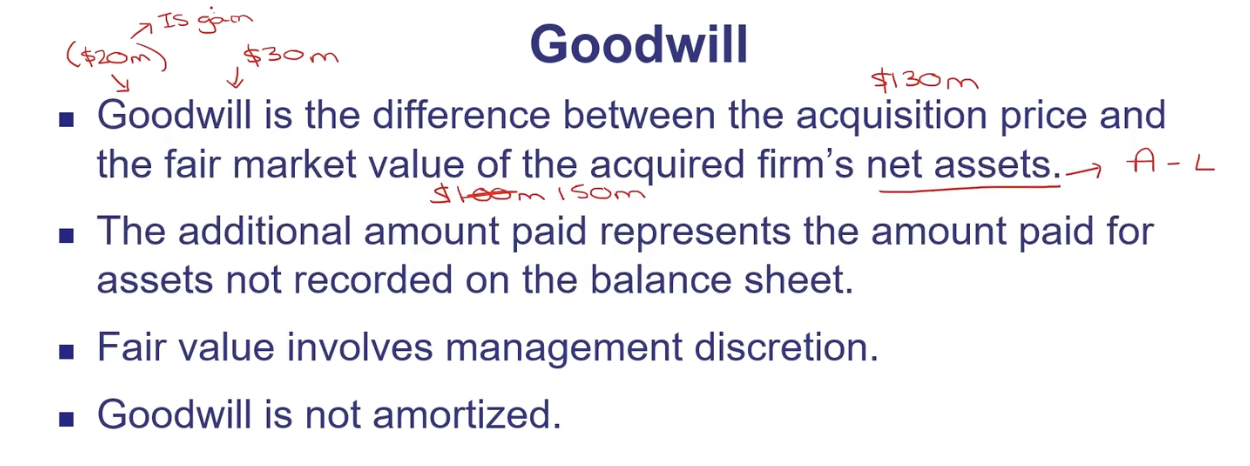 IS gain
($20m) $30m
Goodwill
$130m
▪ Goodwill is the difference between the acquisition price and
the fair market value of the acquired firm’s net assets. → A - L
$100m 150m
▪ The additional amount paid represents the amount paid for
assets not recorded on the balance sheet.
▪ Fair value involves management discretion.
▪ Goodwill is not amortized.